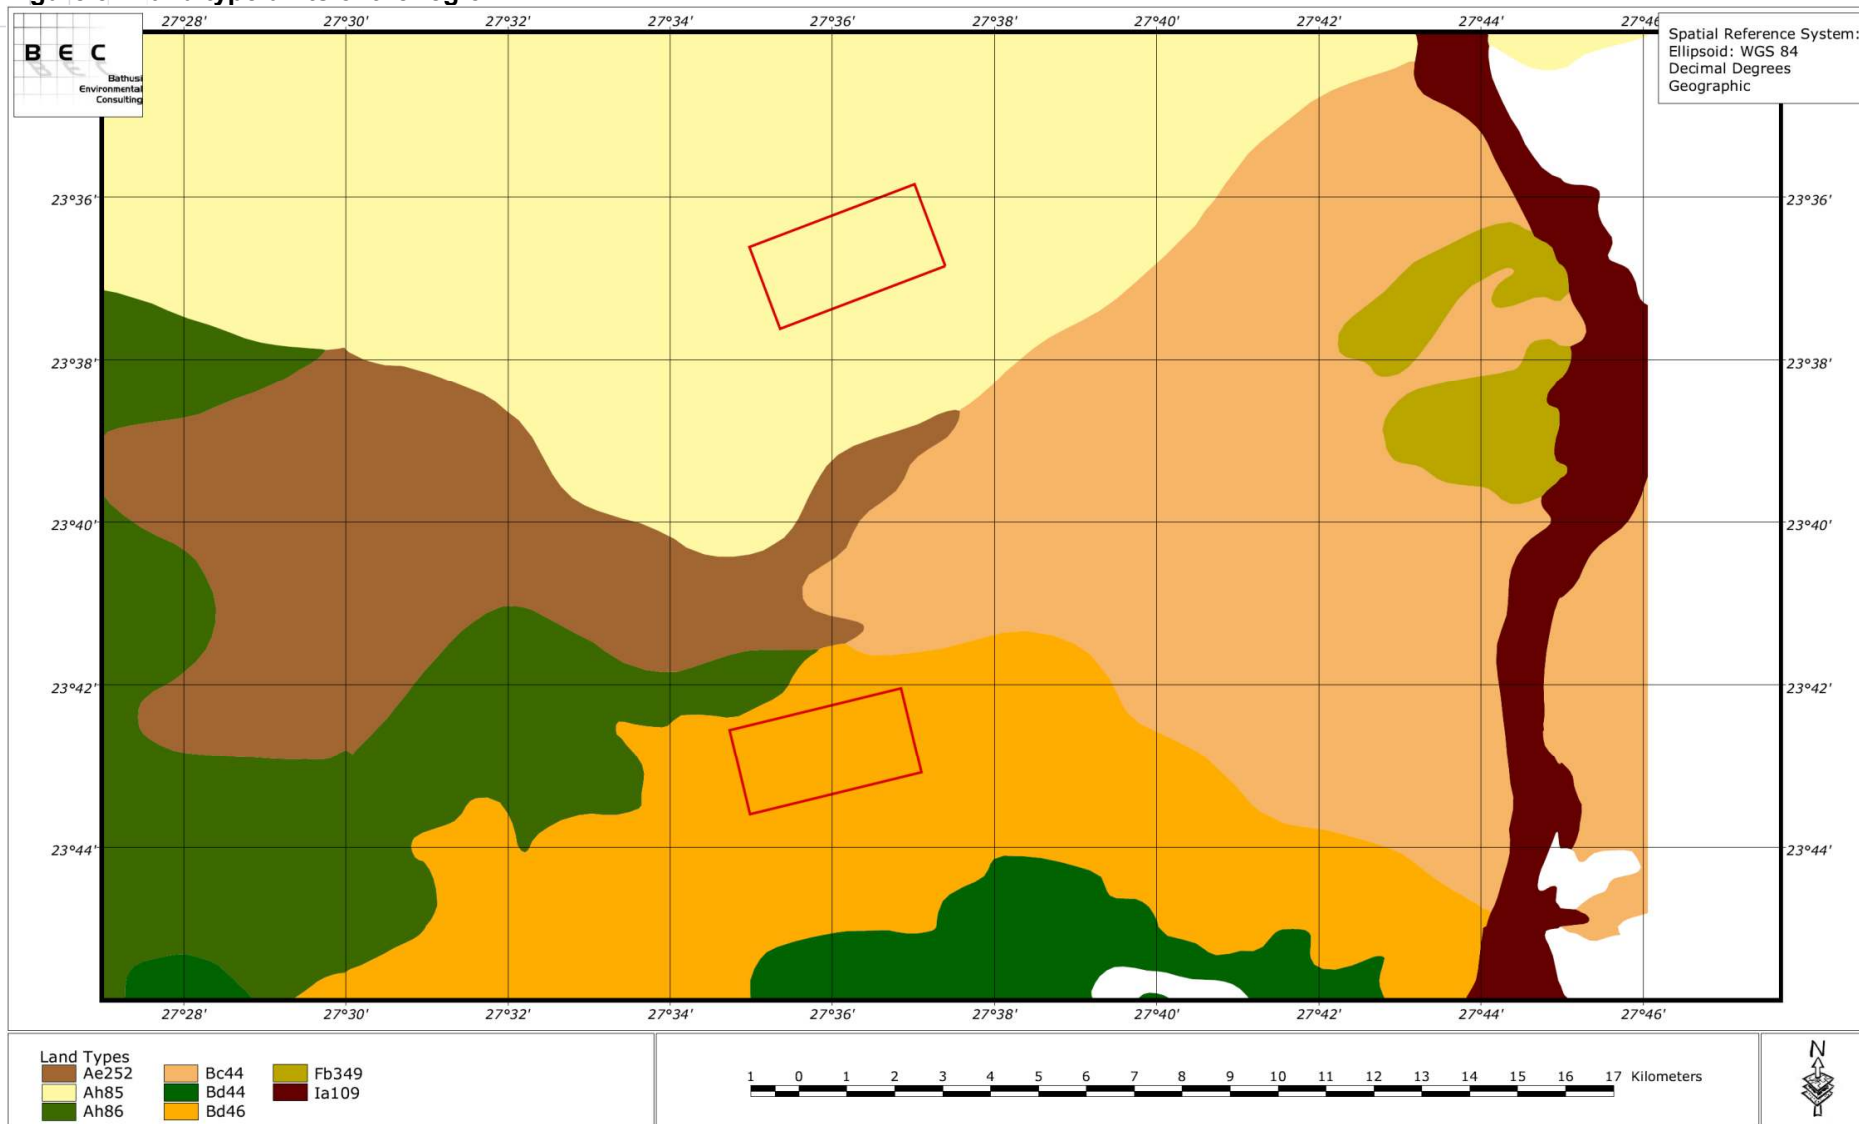 27°28' 27°30' 27°32' 27°34' 27°36' 27°38' 27°40' 27°42' 27°44'
B E C
Bathusi
Environmental
Consulting
Spatial Reference System:
Ellipsoid: WGS 84
Decimal Degrees
Geographic
23°36' 23°36'
23°38' 23°38'
23°40' 23°40'
23°42' 23°42'
23°44' 23°44'
27°28' 27°30' 27°32' 27°34' 27°36' 27°38' 27°40' 27°42' 27°44' 27°46'
Land Types
Ae252 Bc44 Fb349
Ah85 Bd44 Ia109
Ah86 Bd46
1 0 1 2 3 4 5 6 7 8 9 10 11 12 13 14 15 16 17 Kilometers
N